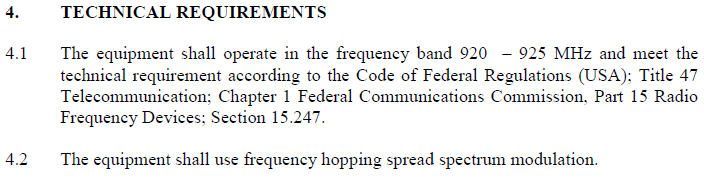 4. TECHNICAL REQUIREMENTS
4.1 The equipment shall operate in the frequency band 920 – 925 MHz and meet the
technical requirement according to the Code of Federal Regulations (USA); Title 47
Telecommunication; Chapter 1 Federal Communications Commission, Part 15 Radio
Frequency Devices; Section 15.247.
4.2 The equipment shall use frequency hopping spread spectrum modulation.